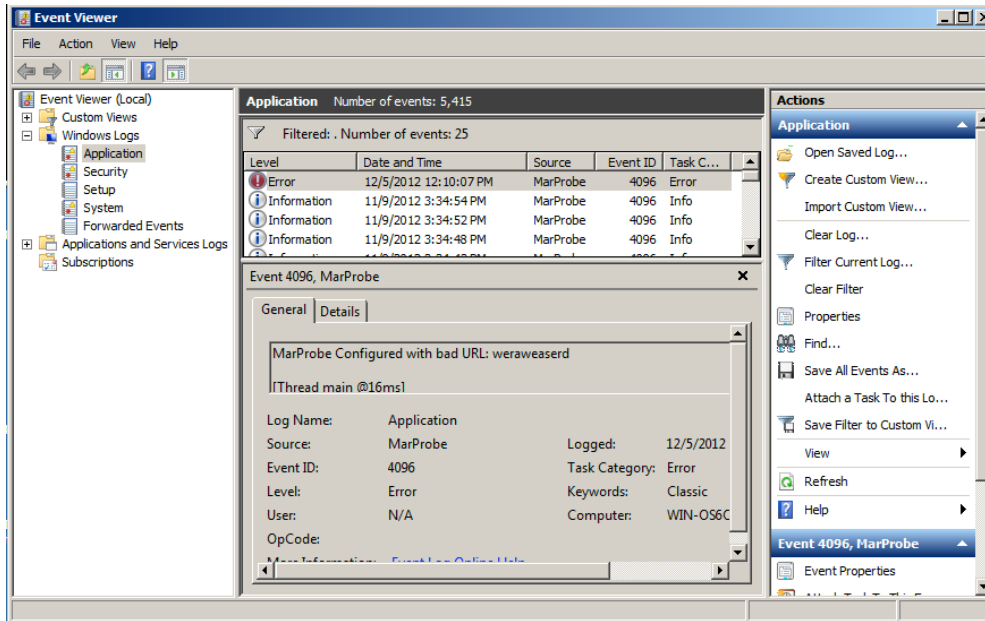 Event Viewer
File Action View Help
Event Viewer (Local)
Custom Views
Windows Logs
Application
Security
Setup
System
Forwarded Events
Applications and Services Logs
Subscriptions
Application Number of events: 5,415
Filtered: . Number of events: 25
Level Date and Time Source Event ID Task C...
Error 12/5/2012 12:10:07 PM MarProbe 4096 Error
Information 11/9/2012 3:34:54 PM MarProbe 4096 Info
Information 11/9/2012 3:34:52 PM MarProbe 4096 Info
Information 11/9/2012 3:34:48 PM MarProbe 4096 Info
Event 4096, MarProbe
General Details
MarProbe Configured with bad URL: weraweaserd
[Thread main @16ms]
Log Name: Application
Source: MarProbe Logged: 12/5/2012
Event ID: 4096 Task Category: Error
Level: Error Keywords: Classic
User: N/A Computer: WIN-OS6C
OpCode:
More Information: Event Log Online Help
Actions
Application
Open Saved Log...
Create Custom View...
Import Custom View...
Clear Log...
Filter Current Log...
Clear Filter
Properties
Find...
Save All Events As...
Attach a Task To this Lo...
Save Filter to Custom Vi...
View
Refresh
Help
Event 4096, MarProbe
Event Properties